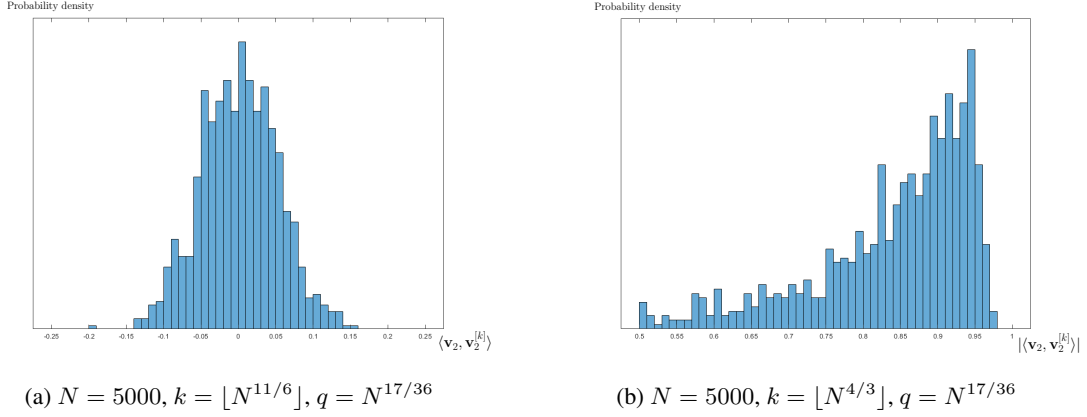 Probability density
-0.25 -0.2 -0.15 -0.1 -0.05 0 0.05 0.1 0.15 0.2 0.25
⟨v₂, v₂^{[k]}⟩
(a) N = 5000, k = ⌊N^{11/6}⌋, q = N^{17/36}
Probability density
0.5 0.55 0.6 0.65 0.7 0.75 0.8 0.85 0.9 0.95 1
|⟨v₂, v₂^{[k]}⟩|
(b) N = 5000, k = ⌊N^{4/3}⌋, q = N^{17/36}